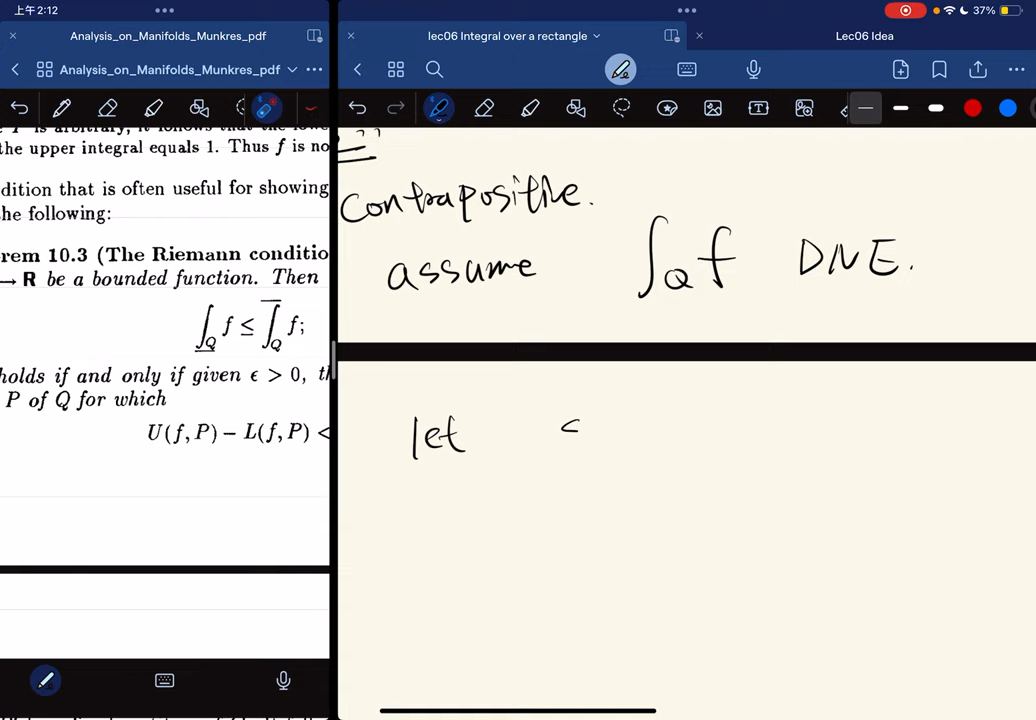 上午2:12
37%
Analysis_on_Manifolds_Munkres_pdf
lec06 Integral over a rectangle
Lec06 Idea
Analysis_on_Manifolds_Munkres_pdf
the upper integral equals 1. Thus f is no
dition that is often useful for showing
the following:
rem 10.3 (The Riemann conditio
→ R be a bounded function. Then
∫_Q f ≤ ∫_Q f;
holds if and only if given ϵ > 0, th
P of Q for which
U(f, P) − L(f, P) <
contrapositive.
assume ∫_Q f DNE.
let